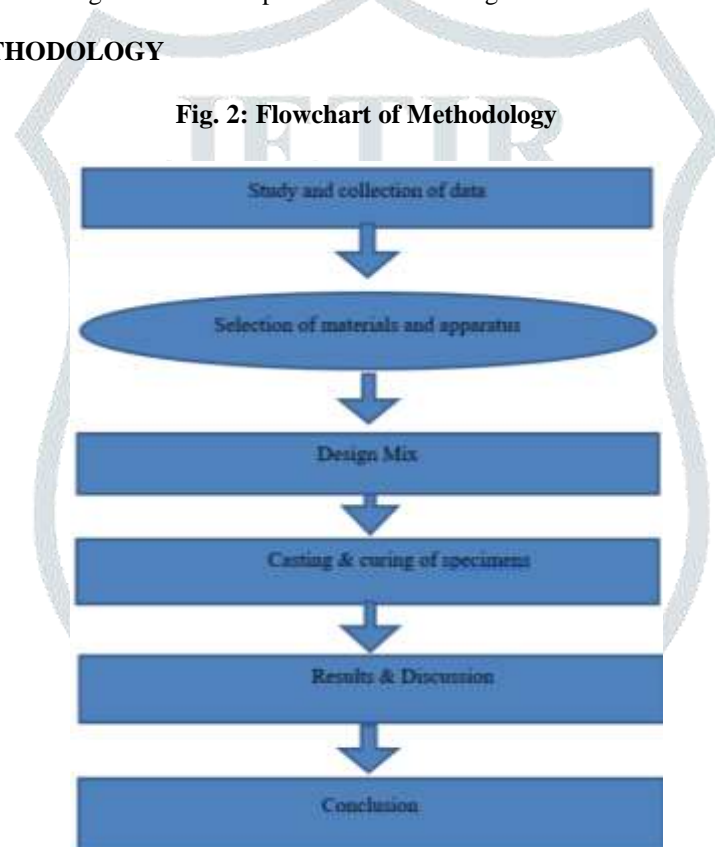 THODOLOGY
Fig. 2: Flowchart of Methodology
Study and collection of data
Selection of materials and apparatus
Design Mix
Casting & curing of specimens
Results & Discussion
Conclusion